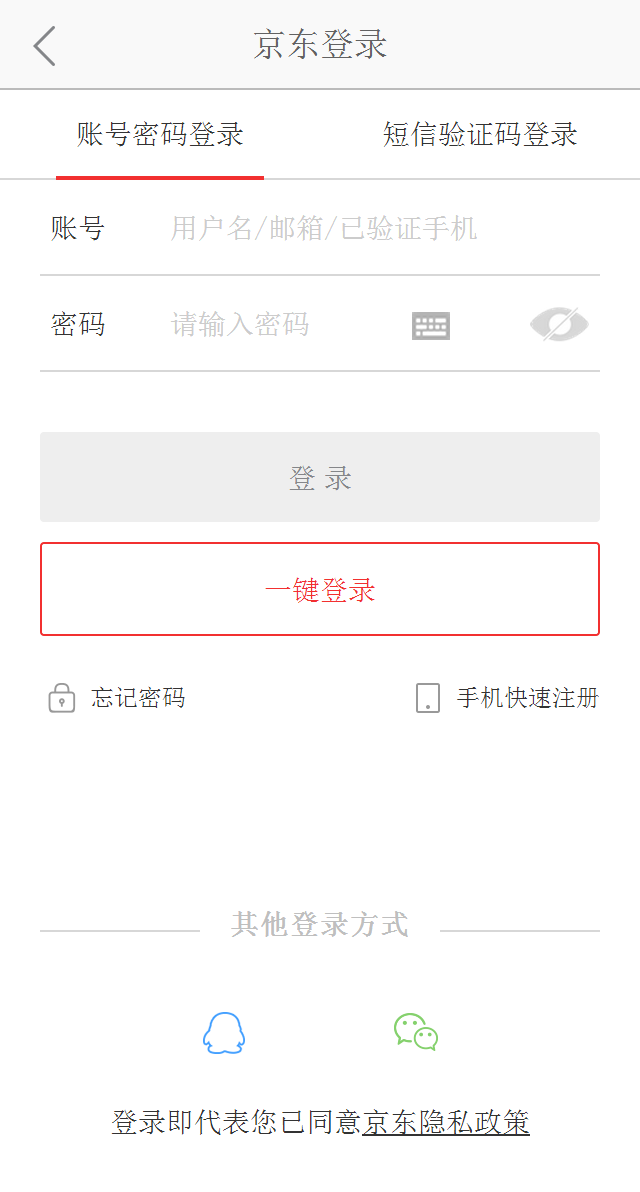 京东登录
账号密码登录 短信验证码登录
账号 用户名/邮箱/已验证手机
密码 请输入密码
登 录
一键登录
忘记密码 手机快速注册
其他登录方式
登录即代表您已同意京东隐私政策